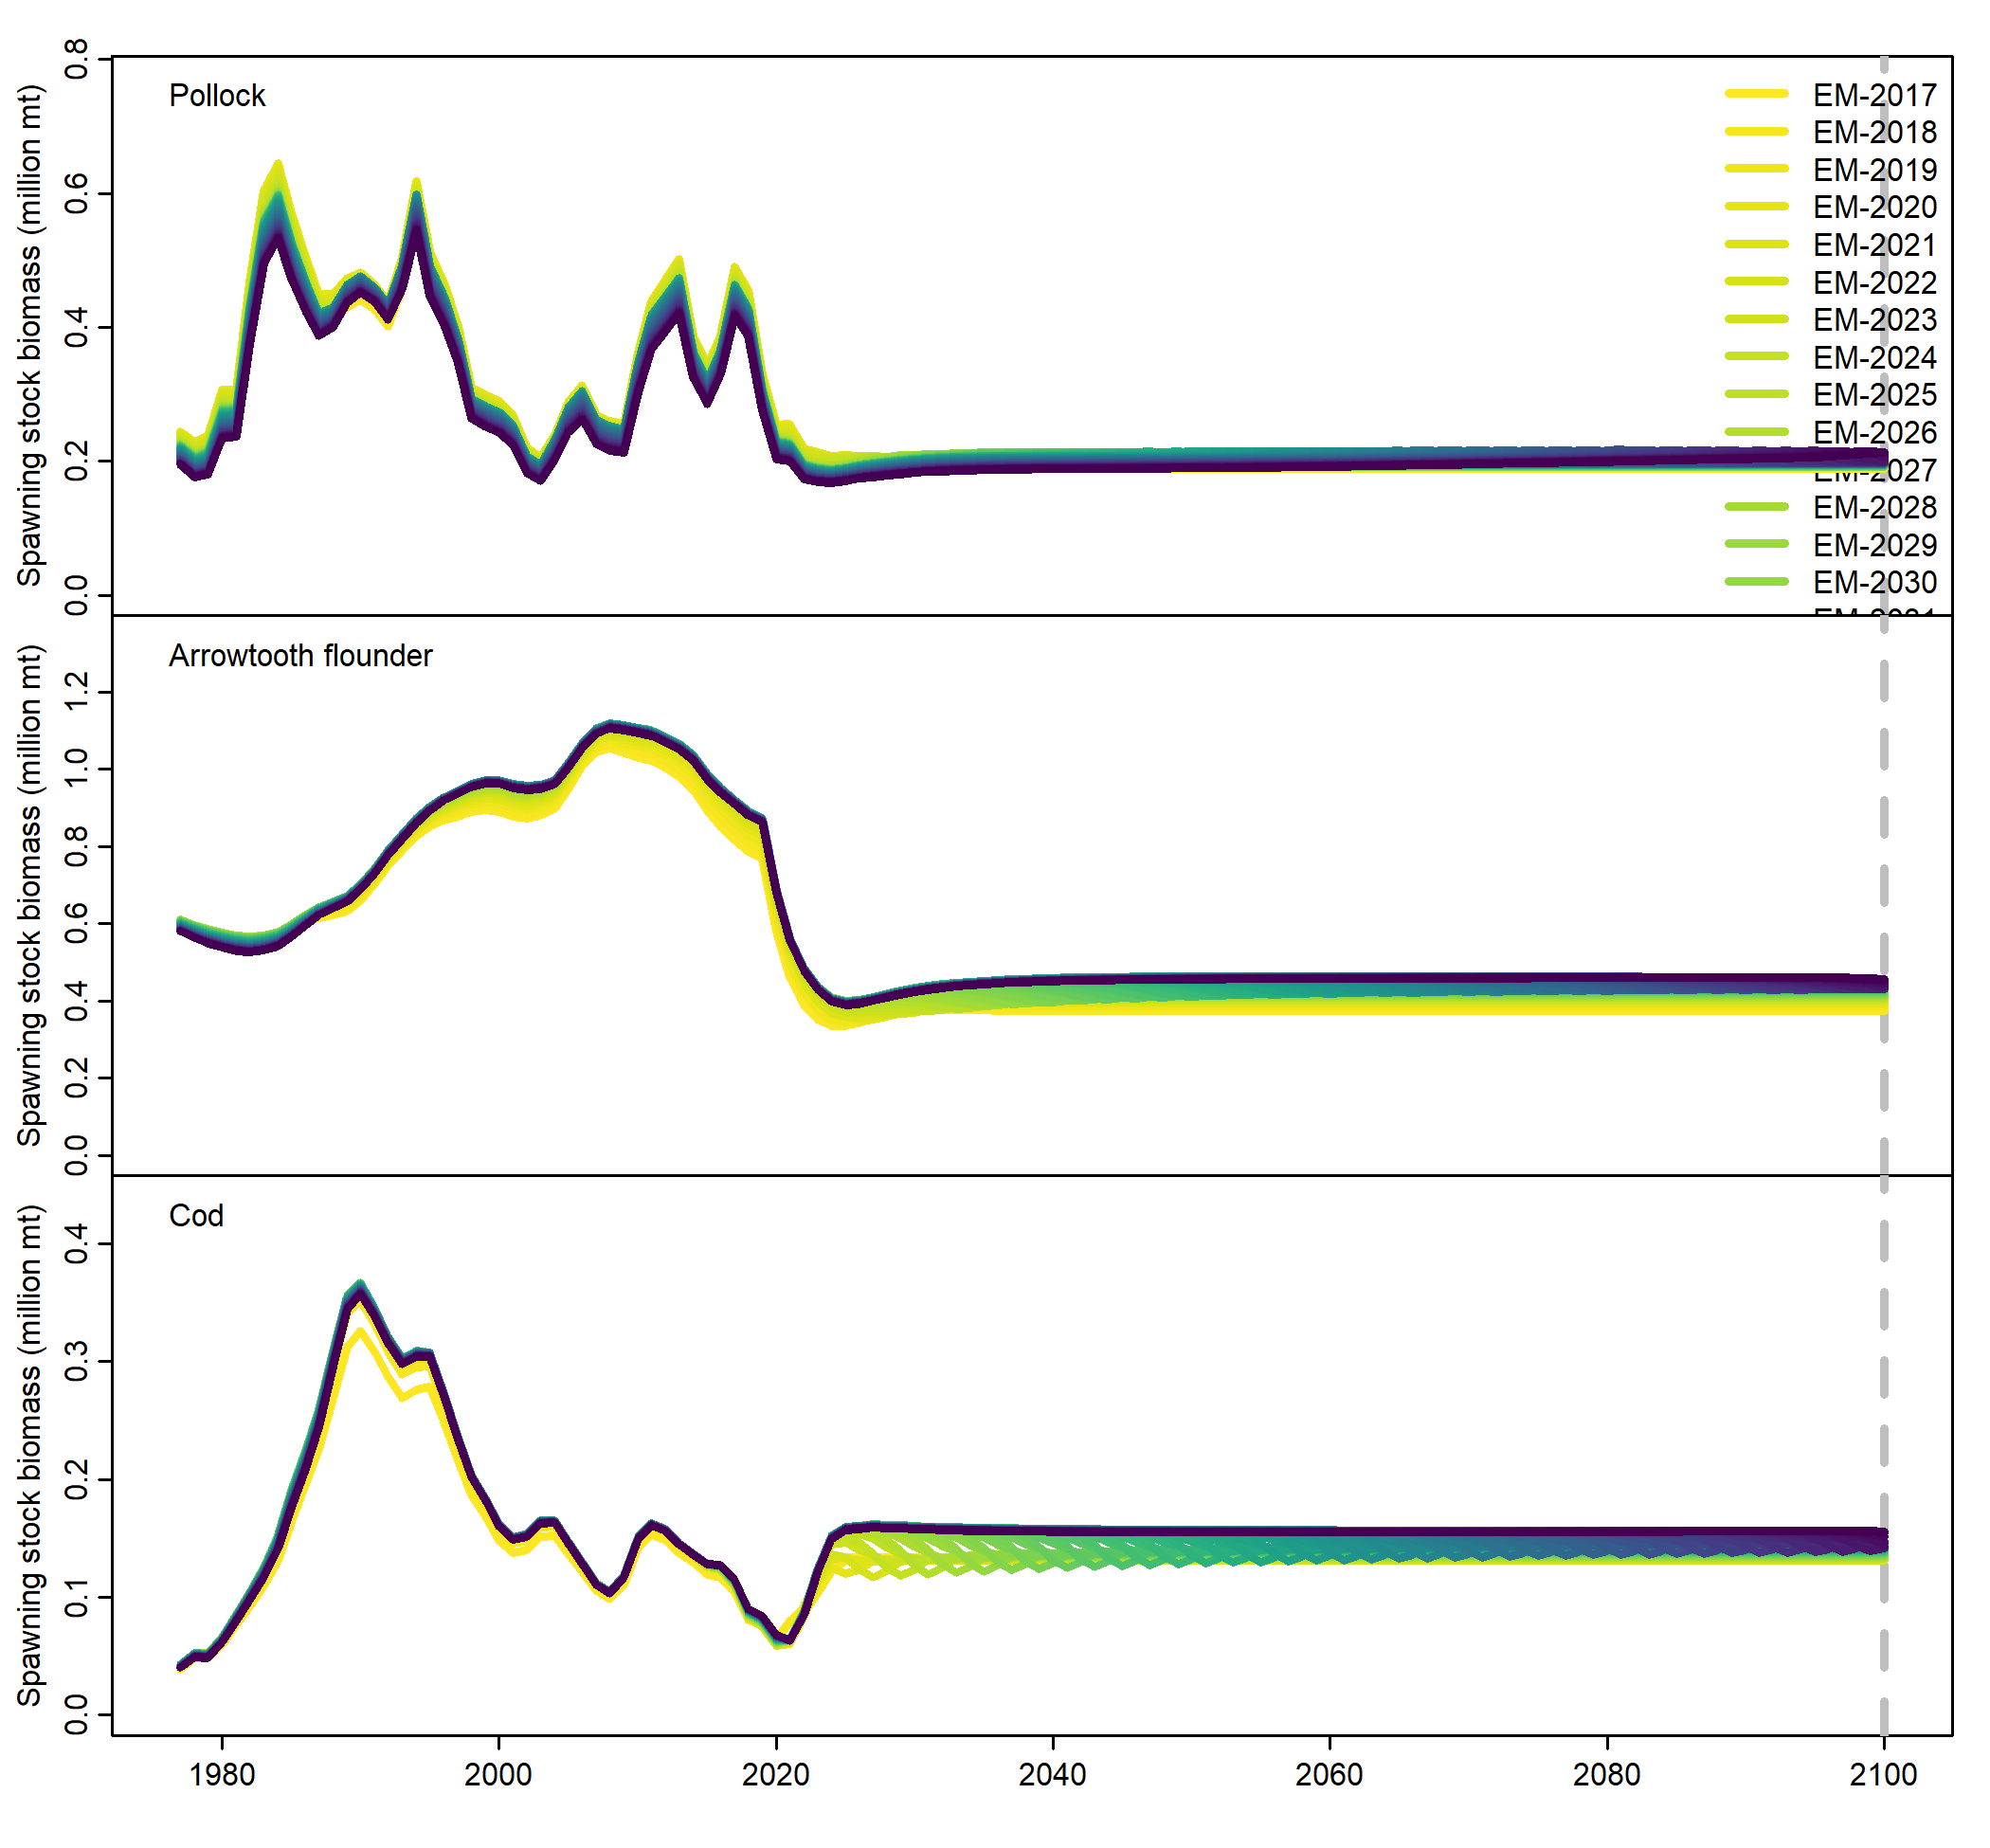 Pollock
Spawning stock biomass (million mt)
0.8
0.6
0.4
0.2
0.0
EM-2017
EM-2018
EM-2019
EM-2020
EM-2021
EM-2022
EM-2023
EM-2024
EM-2025
EM-2026
EM-2027
EM-2028
EM-2029
EM-2030
Arrowtooth flounder
Spawning stock biomass (million mt)
1.2
1.0
0.8
0.6
0.4
0.2
0.0
Cod
Spawning stock biomass (million mt)
0.4
0.3
0.2
0.1
0.0
1980 2000 2020 2040 2060 2080 2100